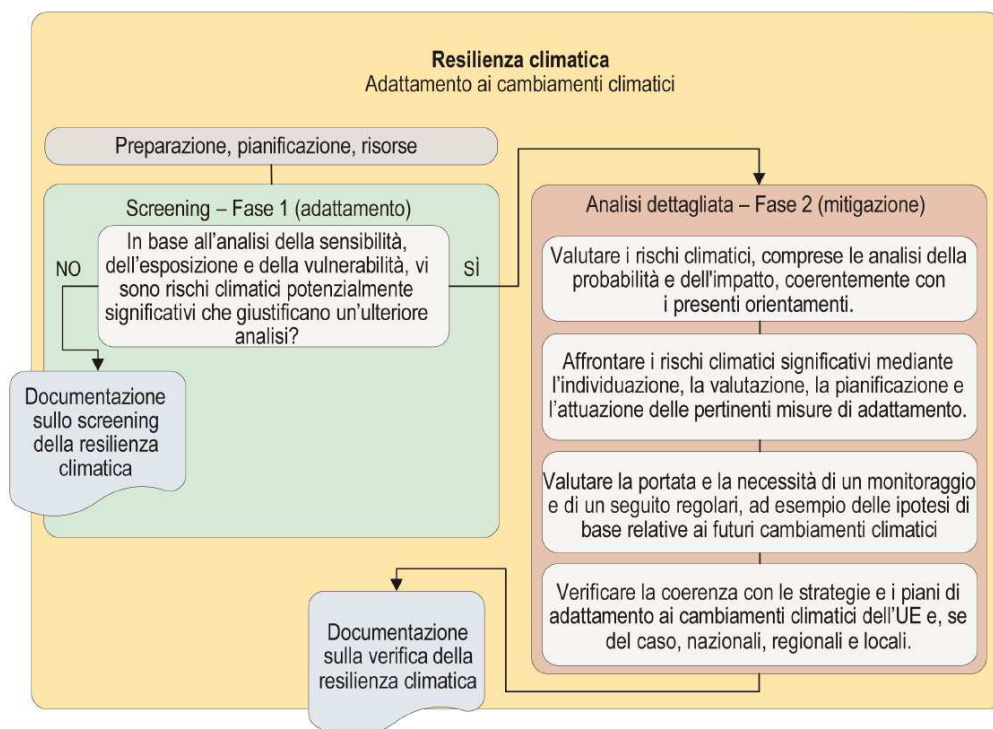 Resilienza climatica
Adattamento ai cambiamenti climatici
Preparazione, pianificazione, risorse
Screening – Fase 1 (adattamento)
In base all'analisi della sensibilità,
dell'esposizione e della vulnerabilità, vi
sono rischi climatici potenzialmente
significativi che giustificano un'ulteriore
analisi?
NO
SÌ
Documentazione
sullo screening
della resilienza
climatica
Analisi dettagliata – Fase 2 (mitigazione)
Valutare i rischi climatici, comprese le analisi della
probabilità e dell'impatto, coerentemente con
i presenti orientamenti.
Affrontare i rischi climatici significativi mediante
l'individuazione, la valutazione, la pianificazione e
l'attuazione delle pertinenti misure di adattamento.
Valutare la portata e la necessità di un monitoraggio
e di un seguito regolari, ad esempio delle ipotesi di
base relative ai futuri cambiamenti climatici
Verificare la coerenza con le strategie e i piani di
adattamento ai cambiamenti climatici dell'UE e, se
del caso, nazionali, regionali e locali.
Documentazione
sulla verifica della
resilienza climatica